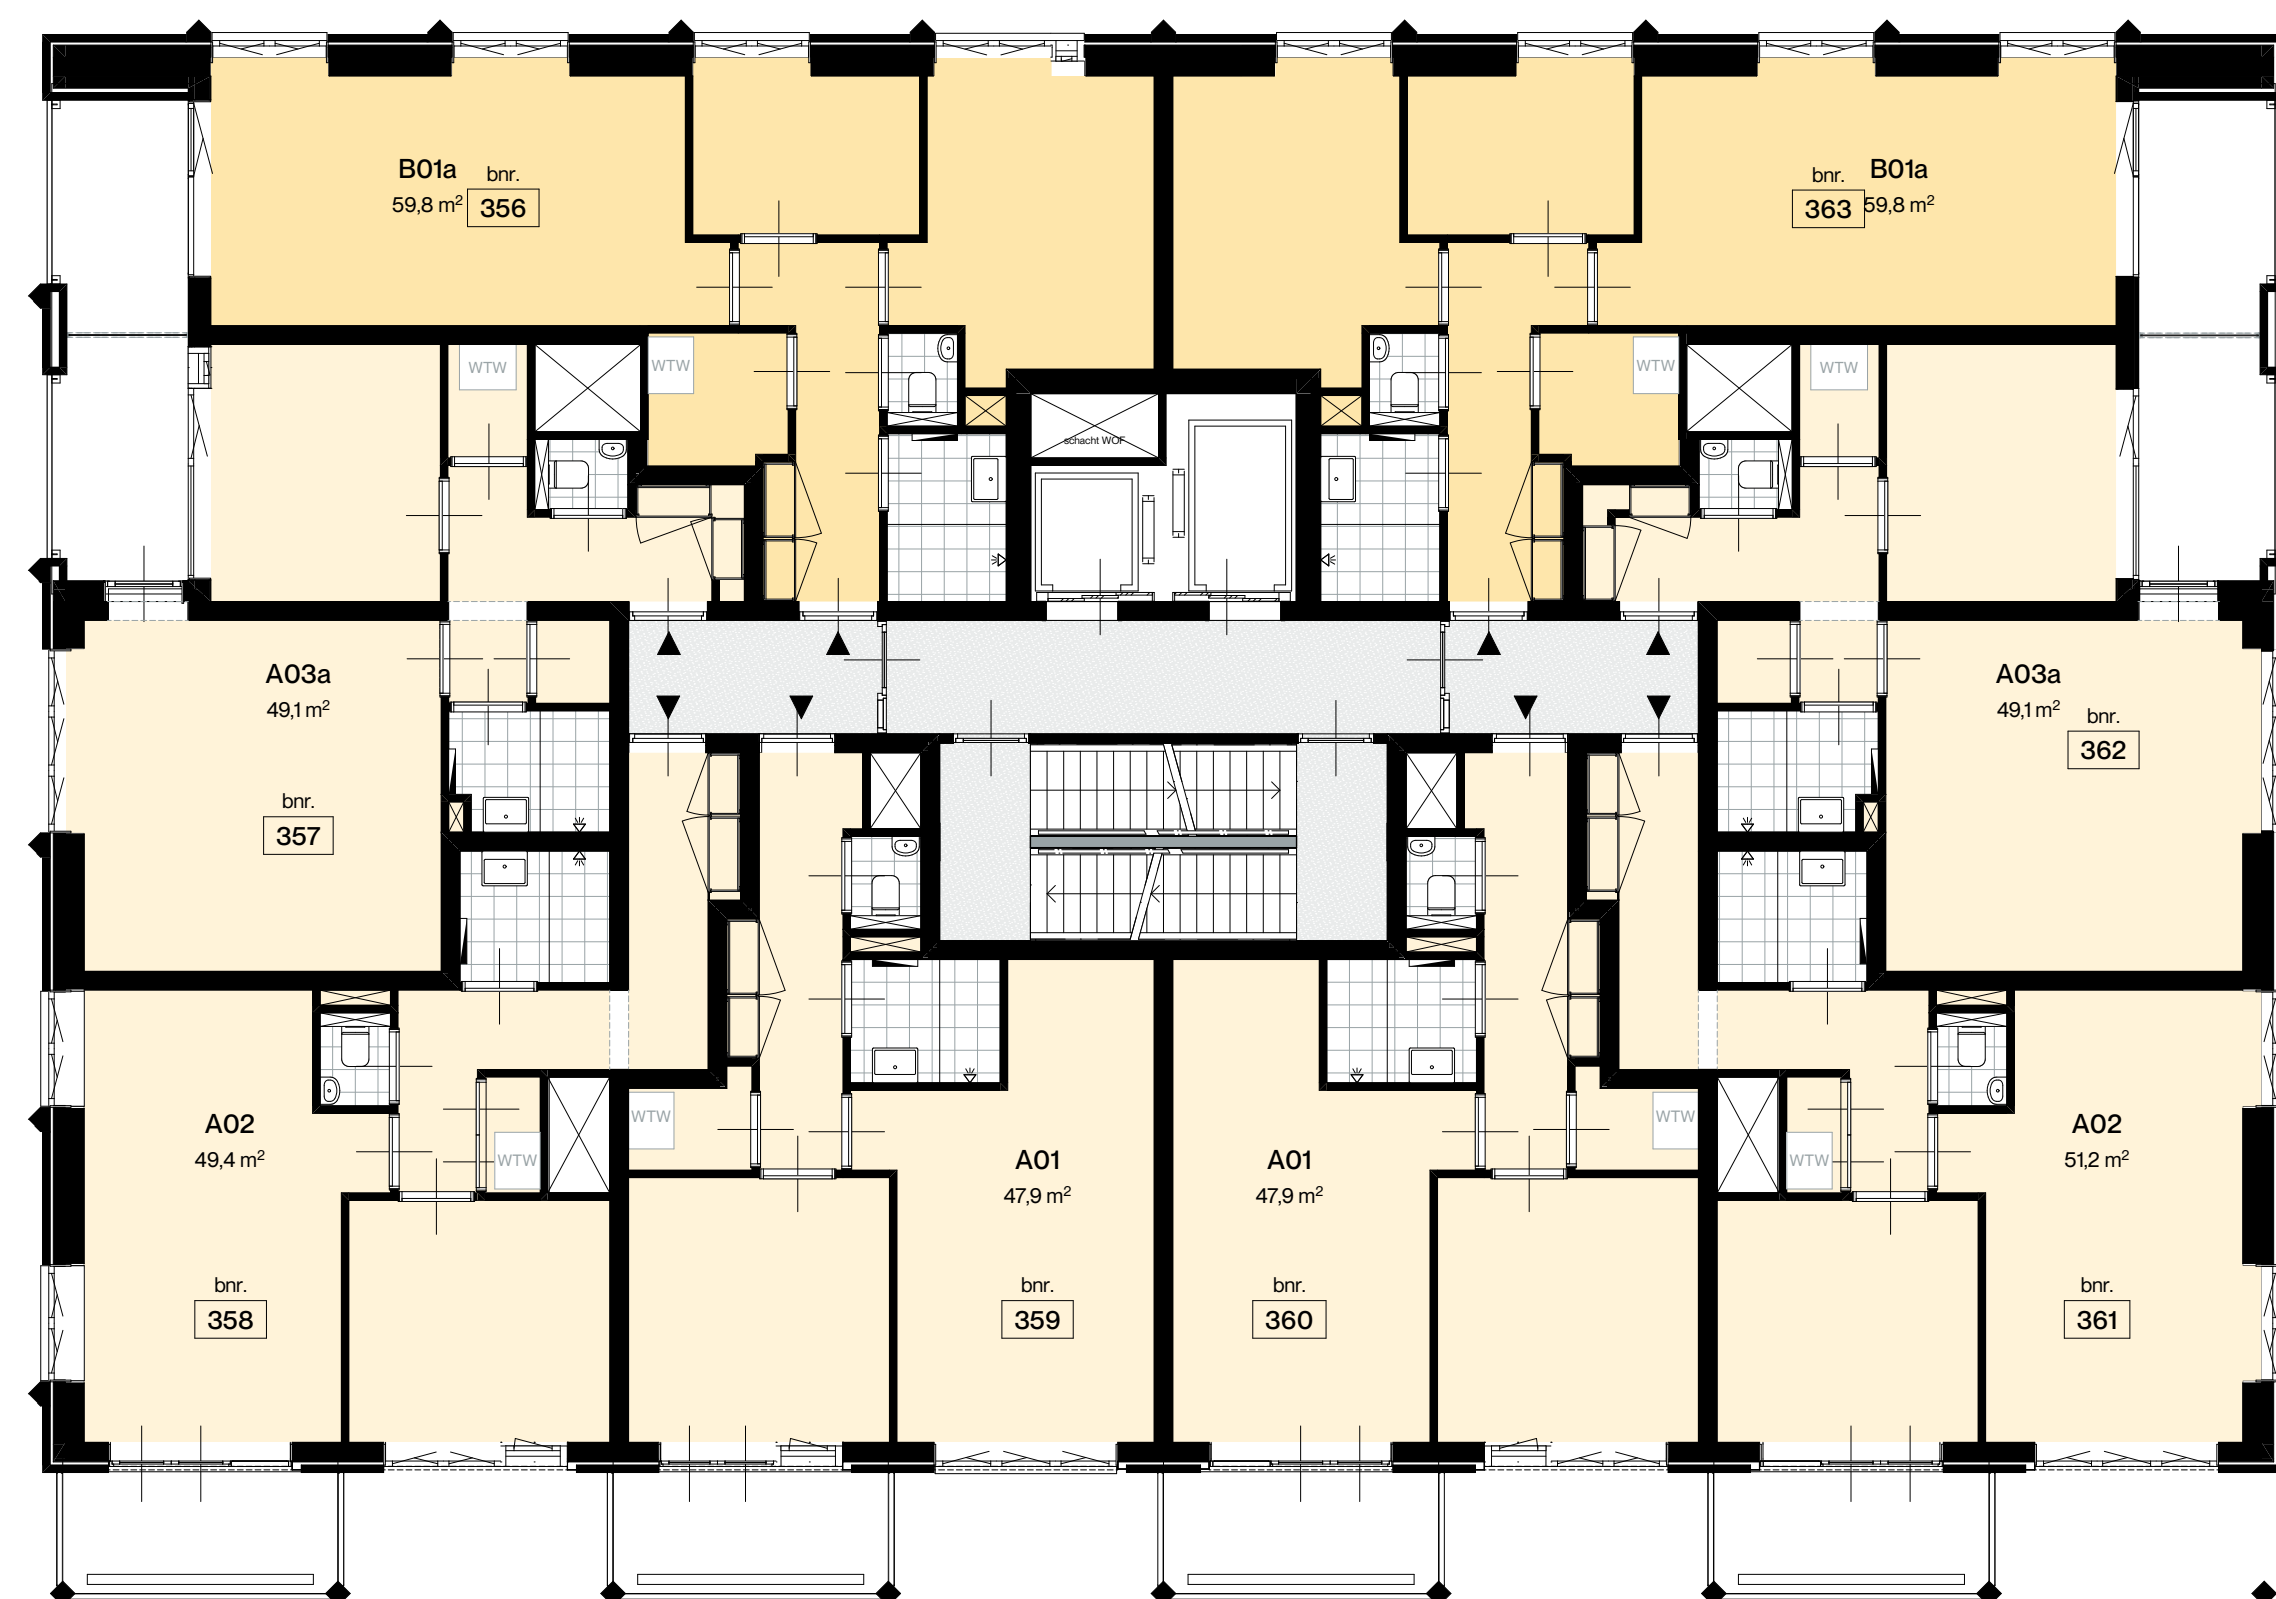 B01a
bnr.
59,8 m²
356
bnr.
B01a
363
59,8 m²
WTW
WTW
WTW
WTW
schacht WOF
A03a
49,1 m²
bnr.
357
A03a
49,1 m²
bnr.
362
WTW
WTW
WTW
WTW
A02
49,4 m²
bnr.
358
A01
47,9 m²
bnr.
359
A01
47,9 m²
bnr.
360
A02
51,2 m²
bnr.
361